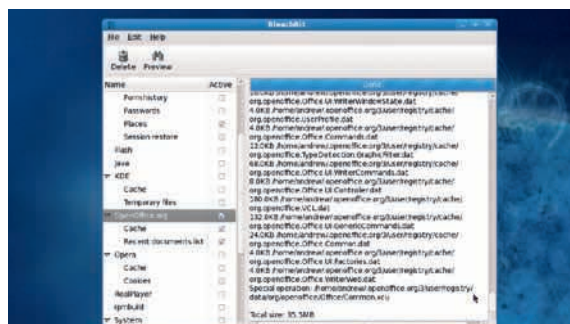 BleachBit
File Edit Help
Delete Preview
Name Active
Form history
Passwords
Places
Session restore
Flash
Java
KDE
Cache
Temporary files
OpenOffice.org
Cache
Recent documents list
Opera
Cache
Cookies
RealPlayer
rpmbuild
System
org.openoffice.Office.UI.WriterWindowState.dat
4.0KB /home/andrew/.openoffice.org/3/user/registry/cache/
org.openoffice.UserProfile.dat
4.0KB /home/andrew/.openoffice.org/3/user/registry/cache/
org.openoffice.Office.Commands.dat
12.0KB /home/andrew/.openoffice.org/3/user/registry/cache/
org.openoffice.TypeDetection.GraphicFilter.dat
68.0KB /home/andrew/.openoffice.org/3/user/registry/cache/
org.openoffice.Office.UI.WriterCommands.dat
8.0KB /home/andrew/.openoffice.org/3/user/registry/cache/
org.openoffice.Office.UI.Controller.dat
180.0KB /home/andrew/.openoffice.org/3/user/registry/cache/
org.openoffice.VCL.dat
132.0KB /home/andrew/.openoffice.org/3/user/registry/cache/
org.openoffice.Office.UI.GenericCommands.dat
24.0KB /home/andrew/.openoffice.org/3/user/registry/cache/
org.openoffice.Office.Common.dat
4.0KB /home/andrew/.openoffice.org/3/user/registry/cache/
org.openoffice.Office.UI.Factories.dat
4.0KB /home/andrew/.openoffice.org/3/user/registry/cache/
org.openoffice.Office.WriterWeb.dat
Special operation: /home/andrew/.openoffice.org/3/user/registry/
data/org/openoffice/Office/Common.xcu
Total size: 35.5MB